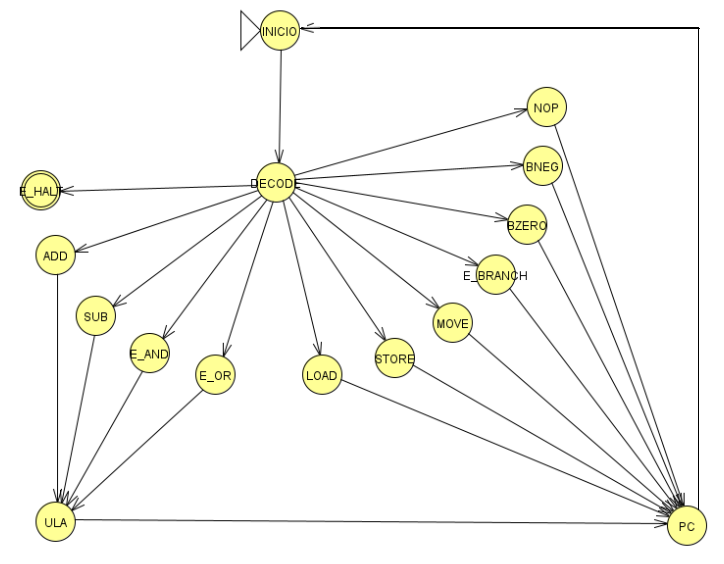 INICIO
NOP
BNEG
DECODE
E_HALT
BZERO
ADD
E_BRANCH
SUB
MOVE
E_AND
STORE
E_OR
LOAD
ULA
PC